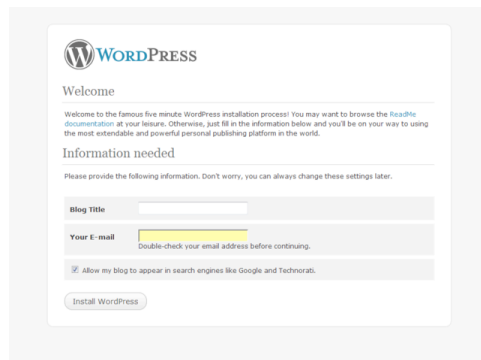 WORDPRESS
Welcome
Welcome to the famous five minute WordPress installation process! You may want to browse the ReadMe
documentation at your leisure. Otherwise, just fill in the information below and you'll be on your way to using
the most extendable and powerful personal publishing platform in the world.
Information needed
Please provide the following information. Don't worry, you can always change these settings later.
Blog Title
Your E-mail
Double-check your email address before continuing.
Allow my blog to appear in search engines like Google and Technorati.
Install WordPress